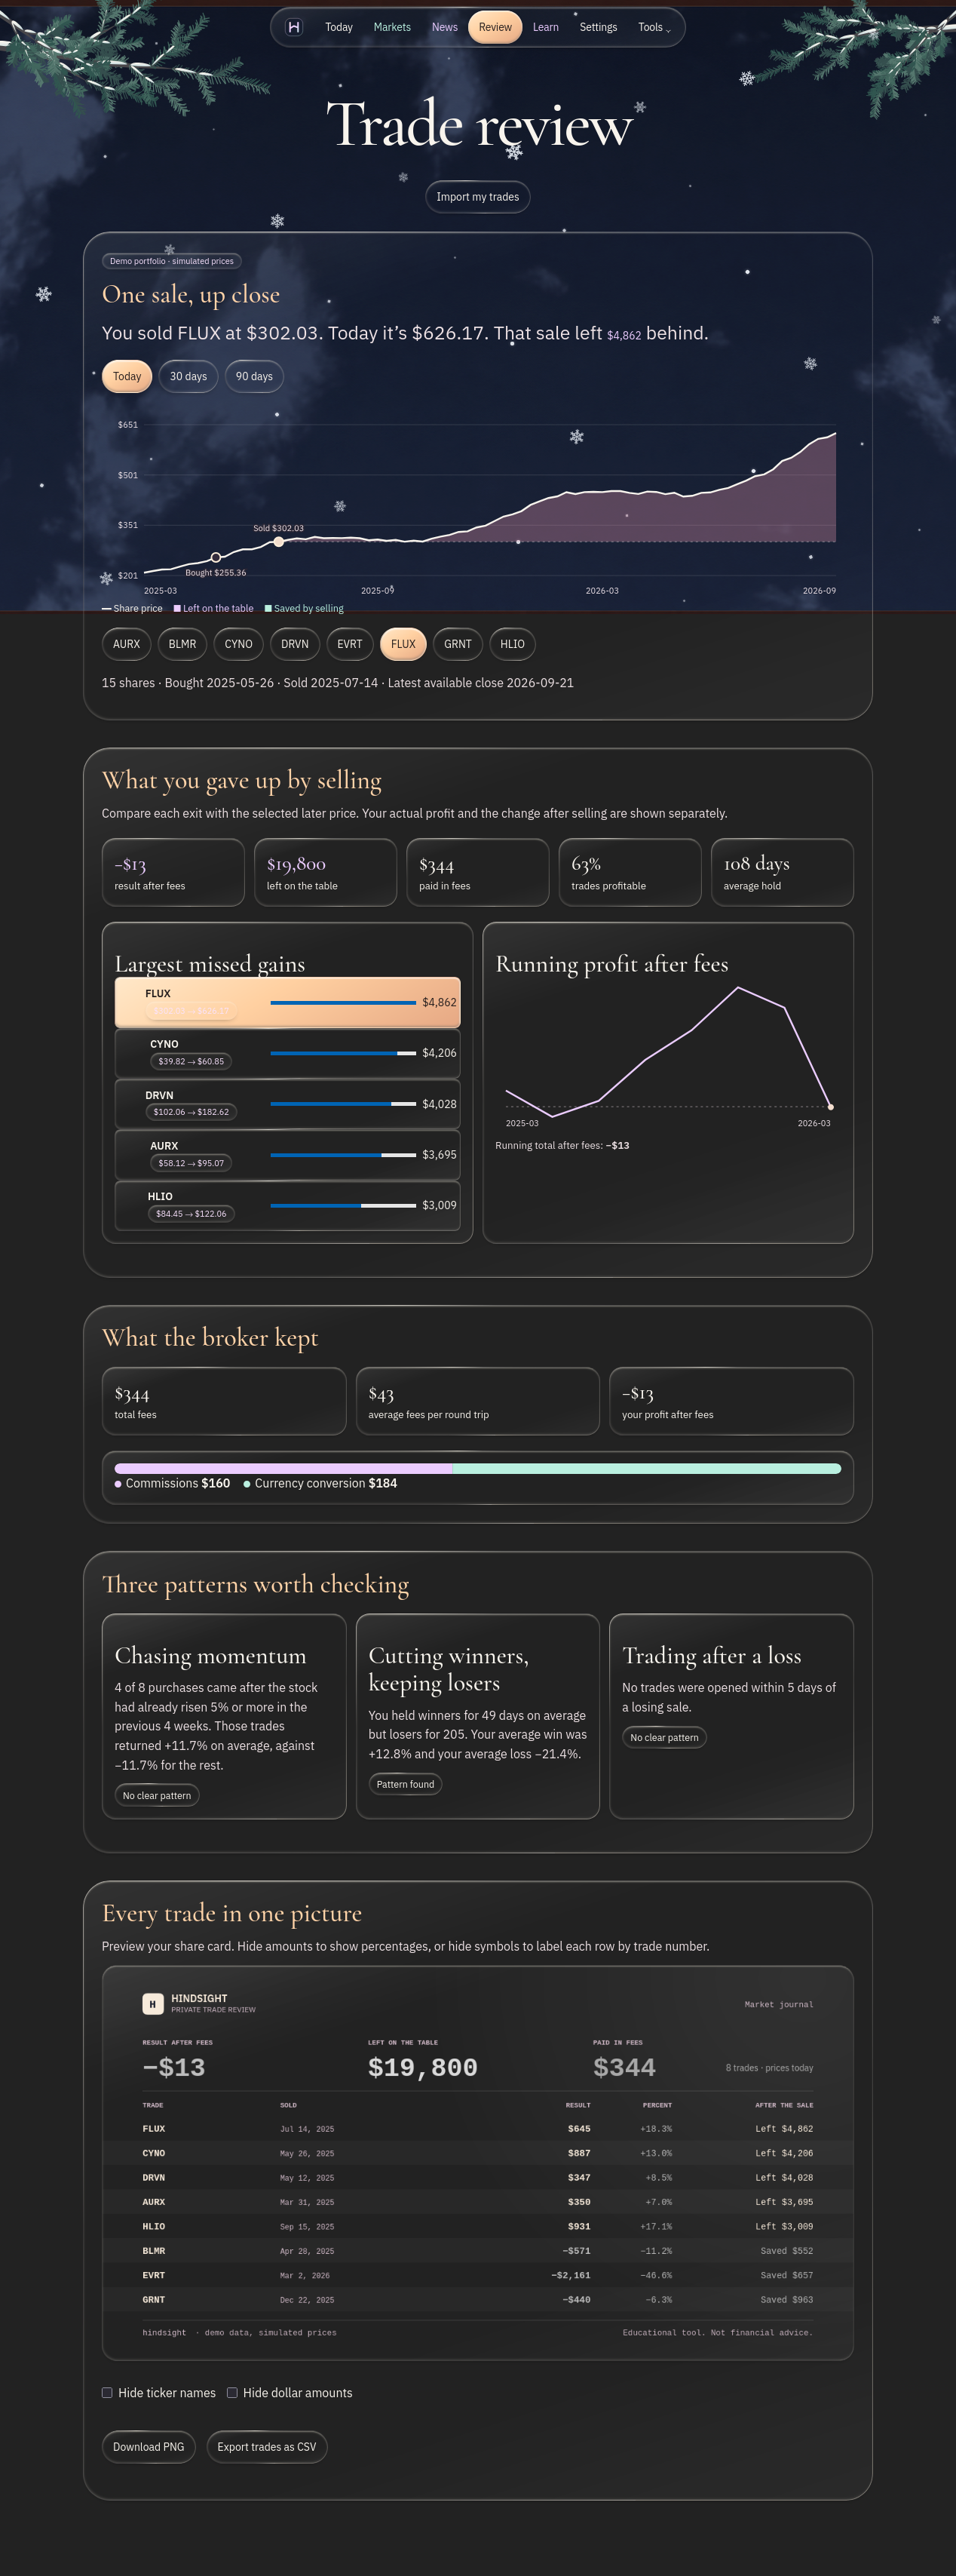 H Today Markets News Review Learn Settings Tools
Trade review
Import my trades
Demo portfolio · simulated prices
One sale, up close
You sold FLUX at $302.03. Today it’s $626.17. That sale left $4,862 behind.
Today 30 days 90 days
$651
$501
$351
$201
Sold $302.03
Bought $255.36
2025-03 2025-09 2026-03 2026-09
Share price Left on the table Saved by selling
AURX BLMR CYNO DRVN EVRT FLUX GRNT HLIO
15 shares · Bought 2025-05-26 · Sold 2025-07-14 · Latest available close 2026-09-21
What you gave up by selling
Compare each exit with the selected later price. Your actual profit and the change after selling are shown separately.
−$13
result after fees
$19,800
left on the table
$344
paid in fees
63%
trades profitable
108 days
average hold
Largest missed gains
FLUX
$4,862
CYNO
$39.82 → $60.85
$4,206
DRVN
$102.06 → $182.62
$4,028
AURX
$58.12 → $95.07
$3,695
HLIO
$84.45 → $122.06
$3,009
Running profit after fees
2025-03 2026-03
Running total after fees: −$13
What the broker kept
$344
total fees
$43
average fees per round trip
−$13
your profit after fees
Commissions $160 Currency conversion $184
Three patterns worth checking
Chasing momentum
4 of 8 purchases came after the stock
had already risen 5% or more in the
previous 4 weeks. Those trades
returned +11.7% on average, against
−11.7% for the rest.
No clear pattern
Cutting winners,
keeping losers
You held winners for 49 days on average
but losers for 205. Your average win was
+12.8% and your average loss −21.4%.
Pattern found
Trading after a loss
No trades were opened within 5 days of
a losing sale.
No clear pattern
Every trade in one picture
Preview your share card. Hide amounts to show percentages, or hide symbols to label each row by trade number.
H HINDSIGHT
PRIVATE TRADE REVIEW
Market journal
RESULT AFTER FEES LEFT ON THE TABLE PAID IN FEES
−$13 $19,800 $344 8 trades · prices today
TRADE SOLD RESULT PERCENT AFTER THE SALE
FLUX Jul 14, 2025 $645 +18.3% Left $4,862
CYNO May 26, 2025 $887 +13.0% Left $4,206
DRVN May 12, 2025 $347 +8.5% Left $4,028
AURX Mar 31, 2025 $350 +7.0% Left $3,695
HLIO Sep 15, 2025 $931 +17.1% Left $3,009
BLMR Apr 28, 2025 −$571 −11.2% Saved $552
EVRT Mar 2, 2026 −$2,161 −46.6% Saved $657
GRNT Dec 22, 2025 −$440 −6.3% Saved $963
hindsight · demo data, simulated prices Educational tool. Not financial advice.
Hide ticker names Hide dollar amounts
Download PNG Export trades as CSV